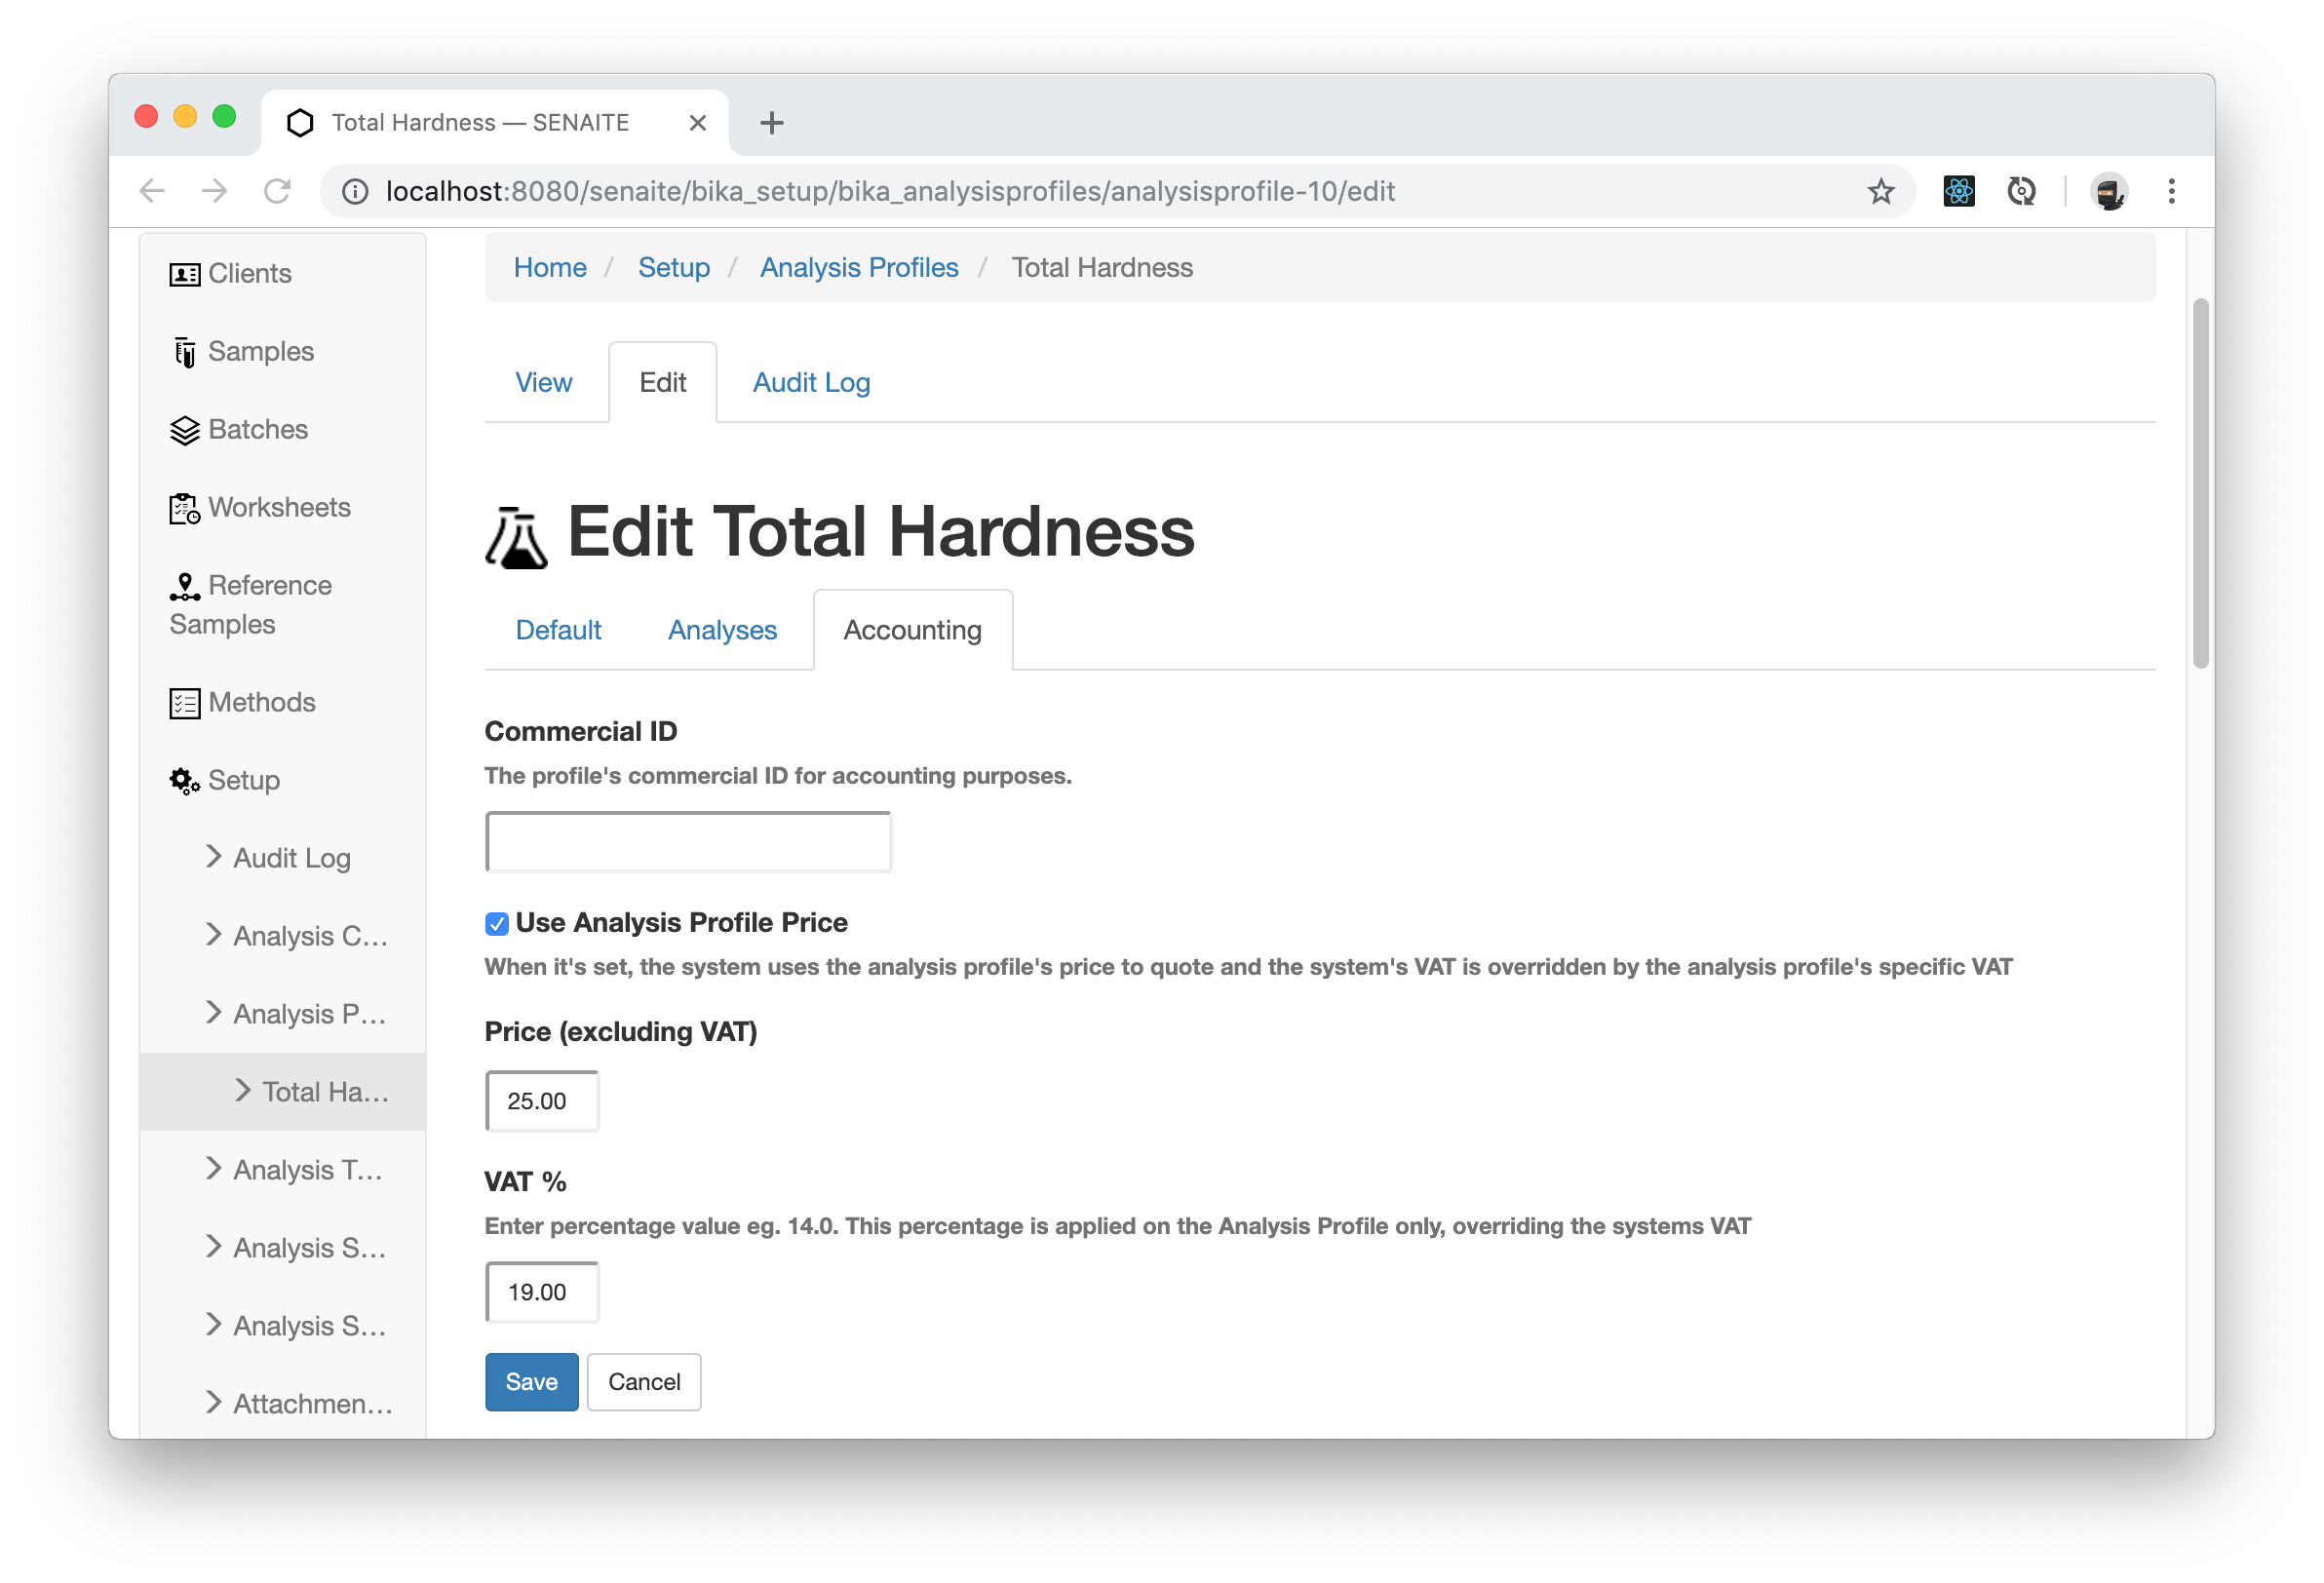 Total Hardness — SENAITE
localhost:8080/senaite/bika_setup/bika_analysisprofiles/analysisprofile-10/edit
Clients
Samples
Batches
Worksheets
Reference
Samples
Methods
Setup
Audit Log
Analysis C...
Analysis P...
Total Ha...
Analysis T...
Analysis S...
Analysis S...
Attachmen...
Home / Setup / Analysis Profiles / Total Hardness
View Edit Audit Log
Edit Total Hardness
Default Analyses Accounting
Commercial ID
The profile's commercial ID for accounting purposes.
Use Analysis Profile Price
When it's set, the system uses the analysis profile's price to quote and the system's VAT is overridden by the analysis profile's specific VAT
Price (excluding VAT)
25.00
VAT %
Enter percentage value eg. 14.0. This percentage is applied on the Analysis Profile only, overriding the systems VAT
19.00
Save Cancel